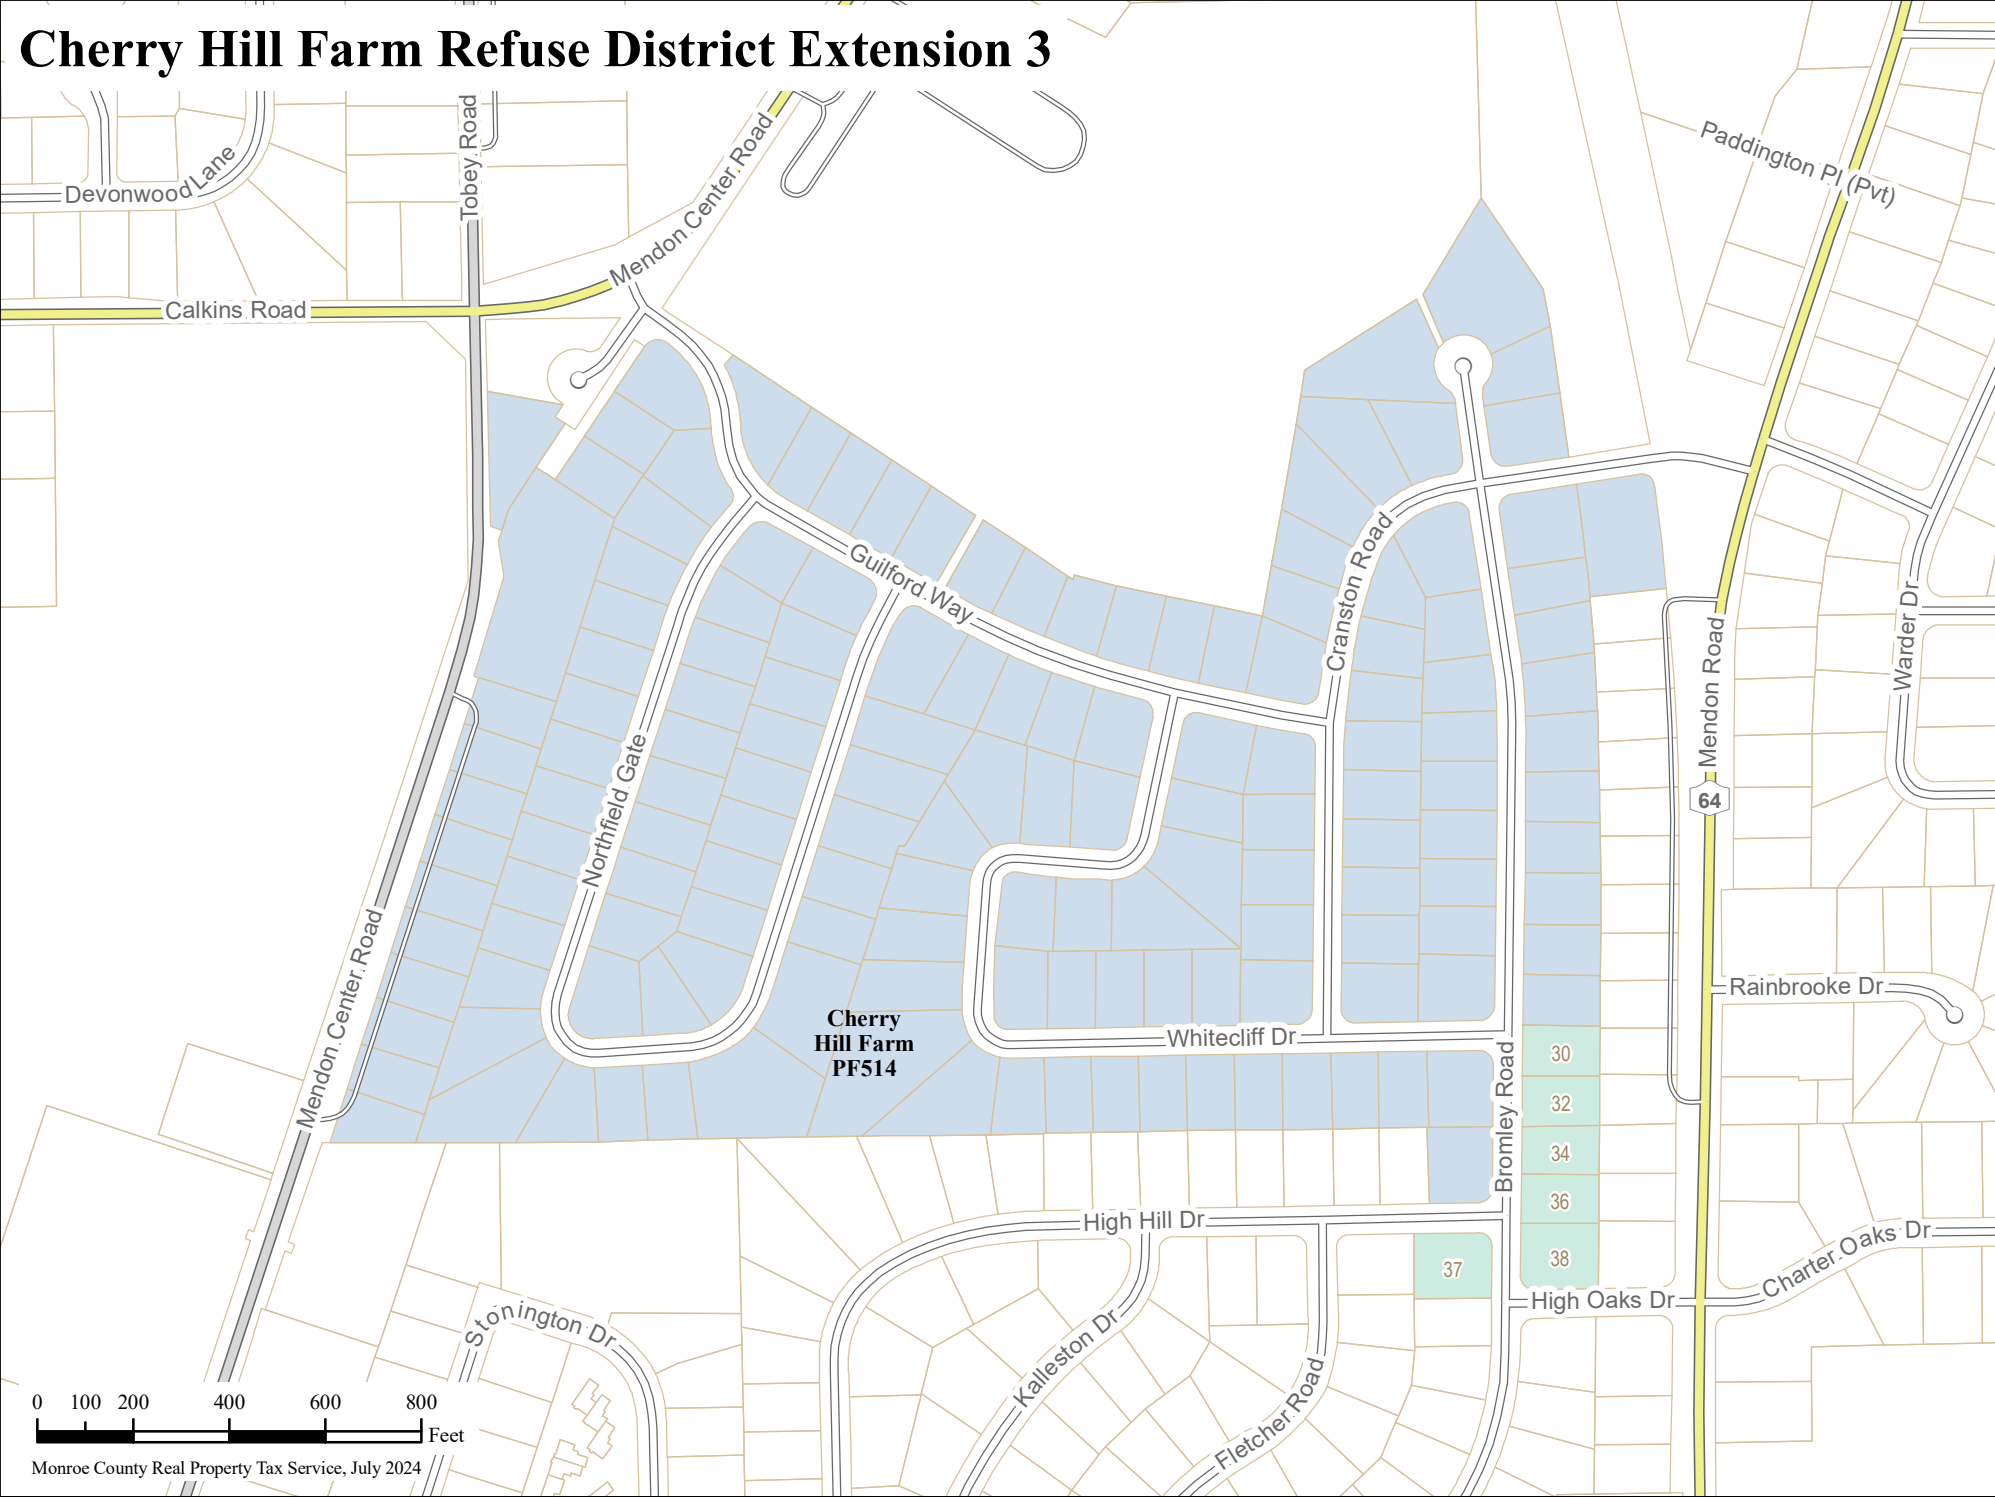 Cherry Hill Farm Refuse District Extension 3
Tobey Road
Devonwood Lane
Mendon Center Road
Paddington Pl (Pvt)
Calkins Road
Guilford Way
Cranston Road
Warder Dr
Mendon Road
64
Northfield Gate
Mendon Center Road
Rainbrooke Dr
Cherry
Hill Farm
PF514
Whitecliff Dr
Bromley Road
30
32
34
36
38
37
High Hill Dr
Charter Oaks Dr
High Oaks Dr
Stonington Dr
Kalleston Dr
Fletcher Road
0 100 200 400 600 800
Feet
Monroe County Real Property Tax Service, July 2024